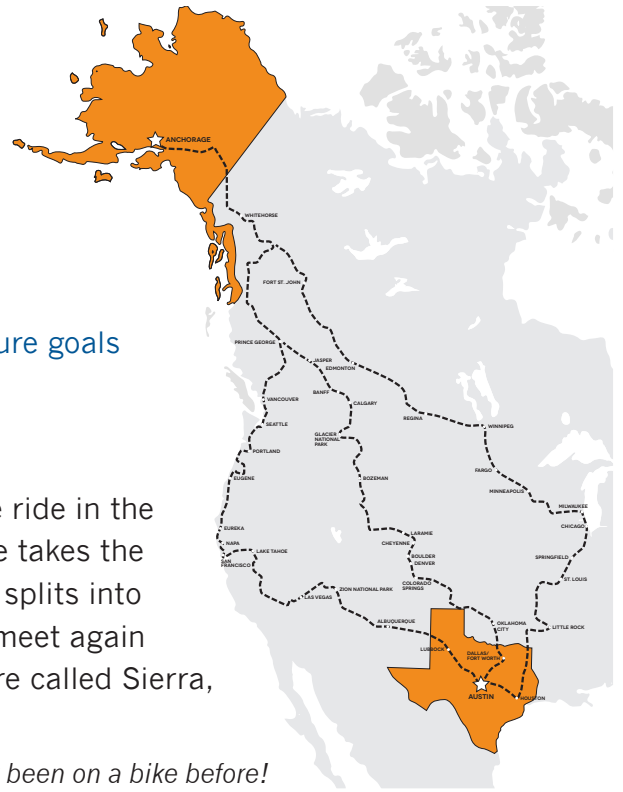 ANCHORAGE
WHITEHORSE
FORT ST. JOHN
PRINCE GEORGE
ure goals
JASPER
EDMONTON
BANFF
CALGARY
VANCOUVER
REGINA
WINNIPEG
SEATTLE
GLACIER
NATIONAL
PARK
PORTLAND
FARGO
EUGENE
BOZEMAN
MINNEAPOLIS
e ride in the
MILWAUKEE
CHICAGO
EUREKA
LARAMIE
CHEYENNE
e takes the
NAPA
LAKE TAHOE
SAN
FRANCISCO
BOULDER
DENVER
SPRINGFIELD
splits into
COLORADO
SPRINGS
ST. LOUIS
ZION NATIONAL PARK
LAS VEGAS
meet again
ALBUQUERQUE
OKLAHOMA
CITY
LITTLE ROCK
LUBBOCK
DALLAS/
FORT WORTH
re called Sierra,
AUSTIN
HOUSTON
been on a bike before!